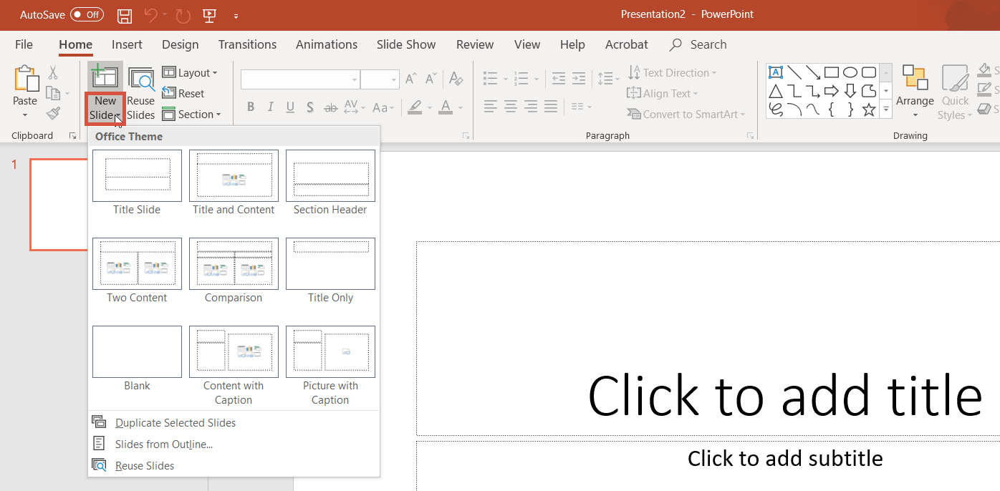 AutoSave Off
Presentation2 - PowerPoint
File Home Insert Design Transitions Animations Slide Show Review View Help Acrobat Search
Paste
Clipboard
New
Slide
Reuse
Slides
Layout
Reset
Section
B I U S ab AV Aa A
Text Direction
Align Text
Convert to SmartArt
Paragraph
Arrange
Quick
Styles
S
S
S
Drawing
Office Theme
Title Slide
Title and Content
Section Header
Two Content
Comparison
Title Only
Blank
Content with
Caption
Picture with
Caption
Duplicate Selected Slides
Slides from Outline...
Reuse Slides
1
Click to add title
Click to add subtitle